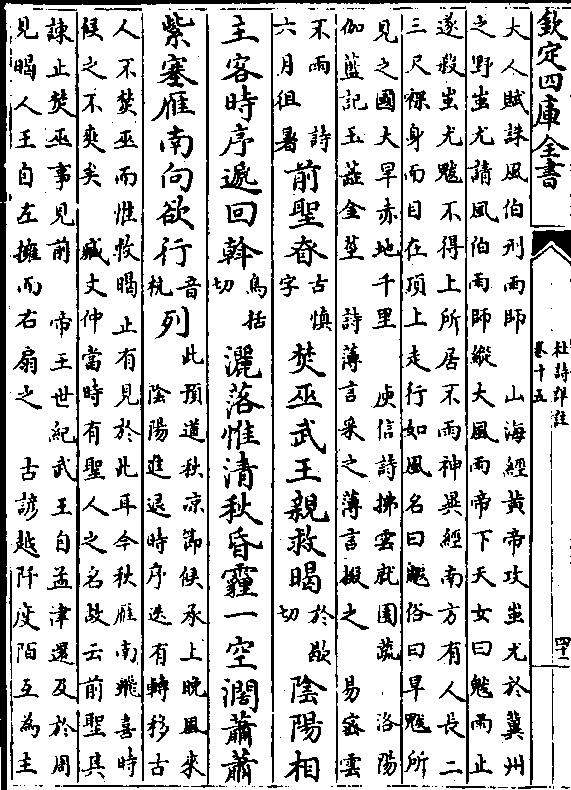 欽定四庫全書
杜詩詳註
卷十五
大人賦誅風伯刑雨師　山海經黃帝攻蚩尤於冀州
之野蚩尤請風伯雨師縱大風雨帝下天女曰魃雨止
遂殺蚩尤魃不得上所居不雨神異經南方有人長二
三尺裸身而目在頂上走行如風名曰魃俗曰旱魃所
見之國大旱赤地千里　庾信詩拂雲就園蔬　洛陽
伽藍記玉蕋金莖　詩薄言采之薄言掇之　易密雲
不雨　詩
六月徂暑
前聖眘
古慎
字
焚巫武王親救暍
於歇
切
陰陽相
主客時序遞回斡
烏括
切
灑落惟清秋昏霾一空濶蕭蕭
紫塞雁南向欲行
音
杭
列
此預道秋凉節候承上晚風來
陰陽進退時序迭有轉移古
人不焚巫而惟救暍止有見於此耳今秋雁南飛喜時
候之不爽矣　臧文仲當時有聖人之名故云前聖其
諫止焚巫事見前　帝王世紀武王自孟津還及於周
見暍人王自左擁而右扇之　古諺越阡度陌互為主